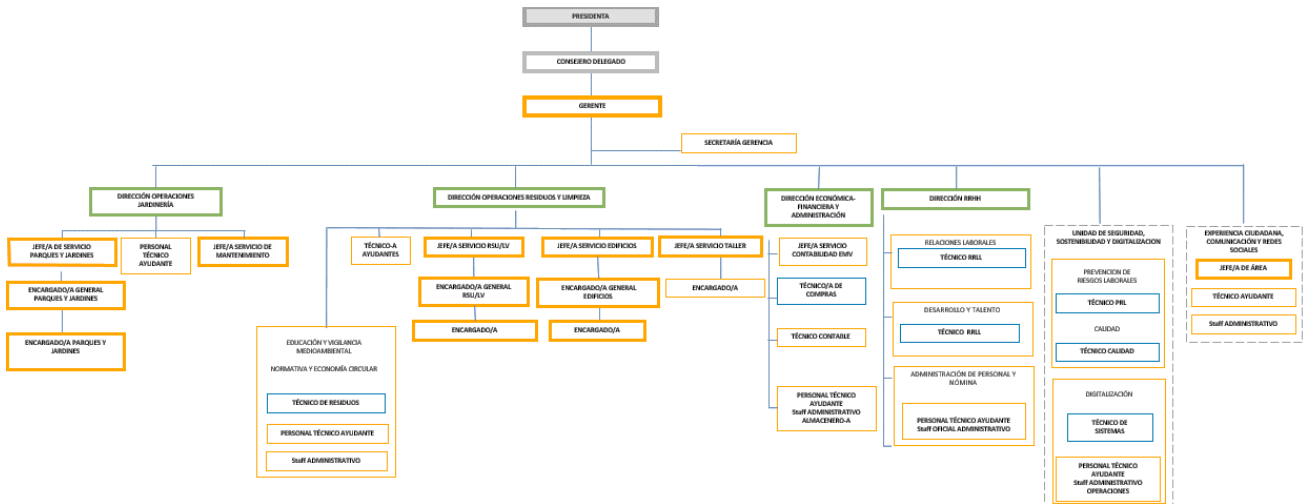 PRESIDENTA
CONSEJERO DELEGADO
GERENTE
SECRETARÍA GERENCIA
DIRECCIÓN OPERACIONES
JARDINERÍA
JEFE/A DE SERVICIO
PARQUES Y JARDINES
ENCARGADO/A GENERAL
PARQUES Y JARDINES
ENCARGADO/A PARQUES Y
JARDINES
PERSONAL
TÉCNICO
AYUDANTE
JEFE/A SERVICIO DE
MANTENIMIENTO
DIRECCIÓN OPERACIONES RESIDUOS Y LIMPIEZA
EDUCACIÓN Y VIGILANCIA
MEDIOAMBIENTAL
NORMATIVA Y ECONOMÍA CIRCULAR
TÉCNICO DE RESIDUOS
PERSONAL TÉCNICO AYUDANTE
Staff ADMINISTRATIVO
TÉCNICO-A
AYUDANTES
JEFE/A SERVICIO RSU/LV
ENCARGADO/A GENERAL
RSU/LV
ENCARGADO/A
JEFE/A SERVICIO EDIFICIOS
ENCARGADO/A GENERAL
EDIFICIOS
ENCARGADO/A
JEFE/A SERVICIO TALLER
ENCARGADO/A
DIRECCIÓN ECONÓMICA-
FINANCIERA Y
ADMINISTRACIÓN
JEFE/A SERVICIO
CONTABILIDAD EMV
TÉCNICO/A DE
COMPRAS
TÉCNICO CONTABLE
PERSONAL TÉCNICO
AYUDANTE
Staff ADMINISTRATIVO
ALMACENERO-A
DIRECCIÓN RRHH
RELACIONES LABORALES
TÉCNICO RRLL
DESARROLLO Y TALENTO
TÉCNICO RRLL
ADMINISTRACIÓN DE PERSONAL Y
NÓMINA
PERSONAL TÉCNICO AYUDANTE
Staff OFICIAL ADMINISTRATIVO
UNIDAD DE SEGURIDAD,
SOSTENIBILIDAD Y DIGITALIZACION
PREVENCION DE
RIESGOS LABORALES
TÉCNICO PRL
CALIDAD
TÉCNICO CALIDAD
DIGITALIZACIÓN
TÉCNICO DE
SISTEMAS
PERSONAL TÉCNICO
AYUDANTE
Staff ADMINISTRATIVO
OPERACIONES
EXPERIENCIA CIUDADANA,
COMUNICACIÓN Y REDES
SOCIALES
JEFE/A DE ÁREA
TÉCNICO AYUDANTE
Staff ADMINISTRATIVO